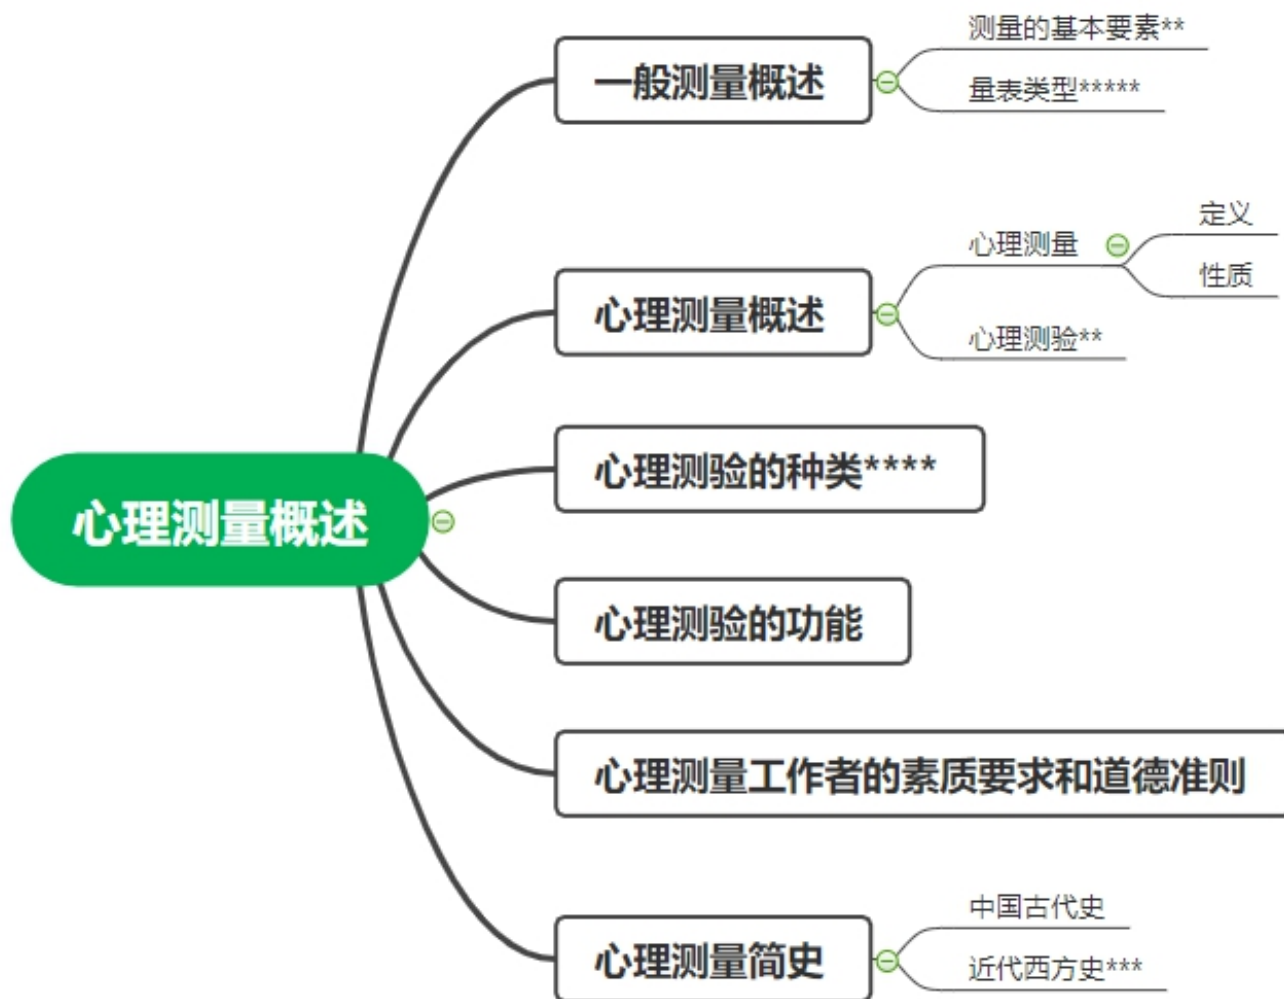 心理测量概述
一般测量概述
测量的基本要素**
量表类型*****
心理测量概述
心理测量
定义
性质
心理测验**
心理测验的种类****
心理测验的功能
心理测量工作者的素质要求和道德准则
心理测量简史
中国古代史
近代西方史***